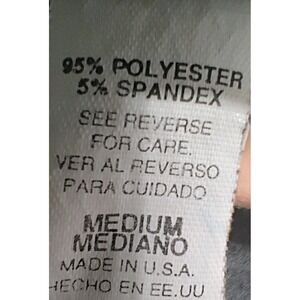 95% POLYESTER
5% SPANDEX
SEE REVERSE
FOR CARE.
VER AL REVERSO
PARA CUIDADO
MEDIUM
MEDIANO
MADE IN U.S.A.
HECHO EN EE.UU